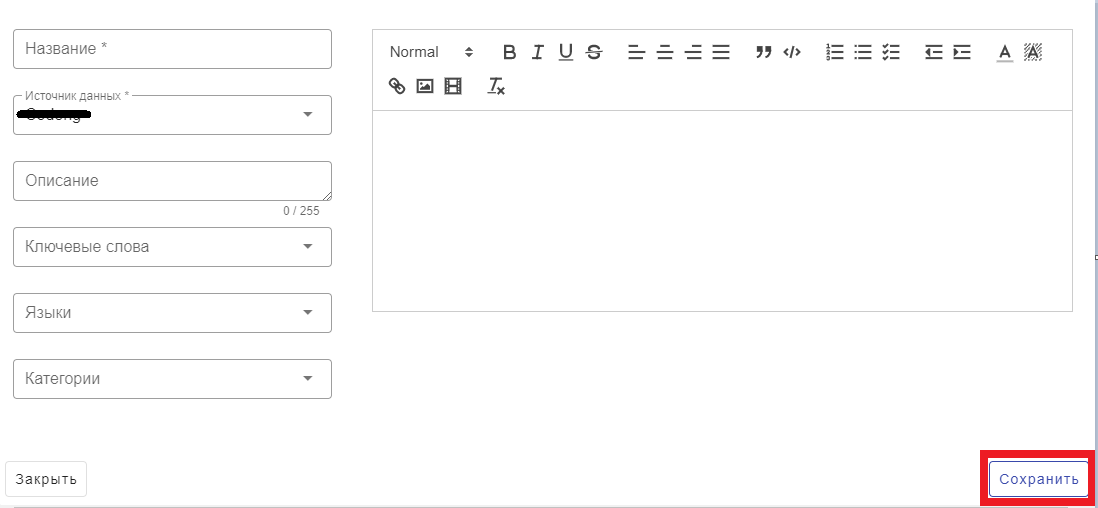 Название *
Источник данных *
Описание
0 / 255
Ключевые слова
Языки
Категории
Normal
Закрыть
Сохранить